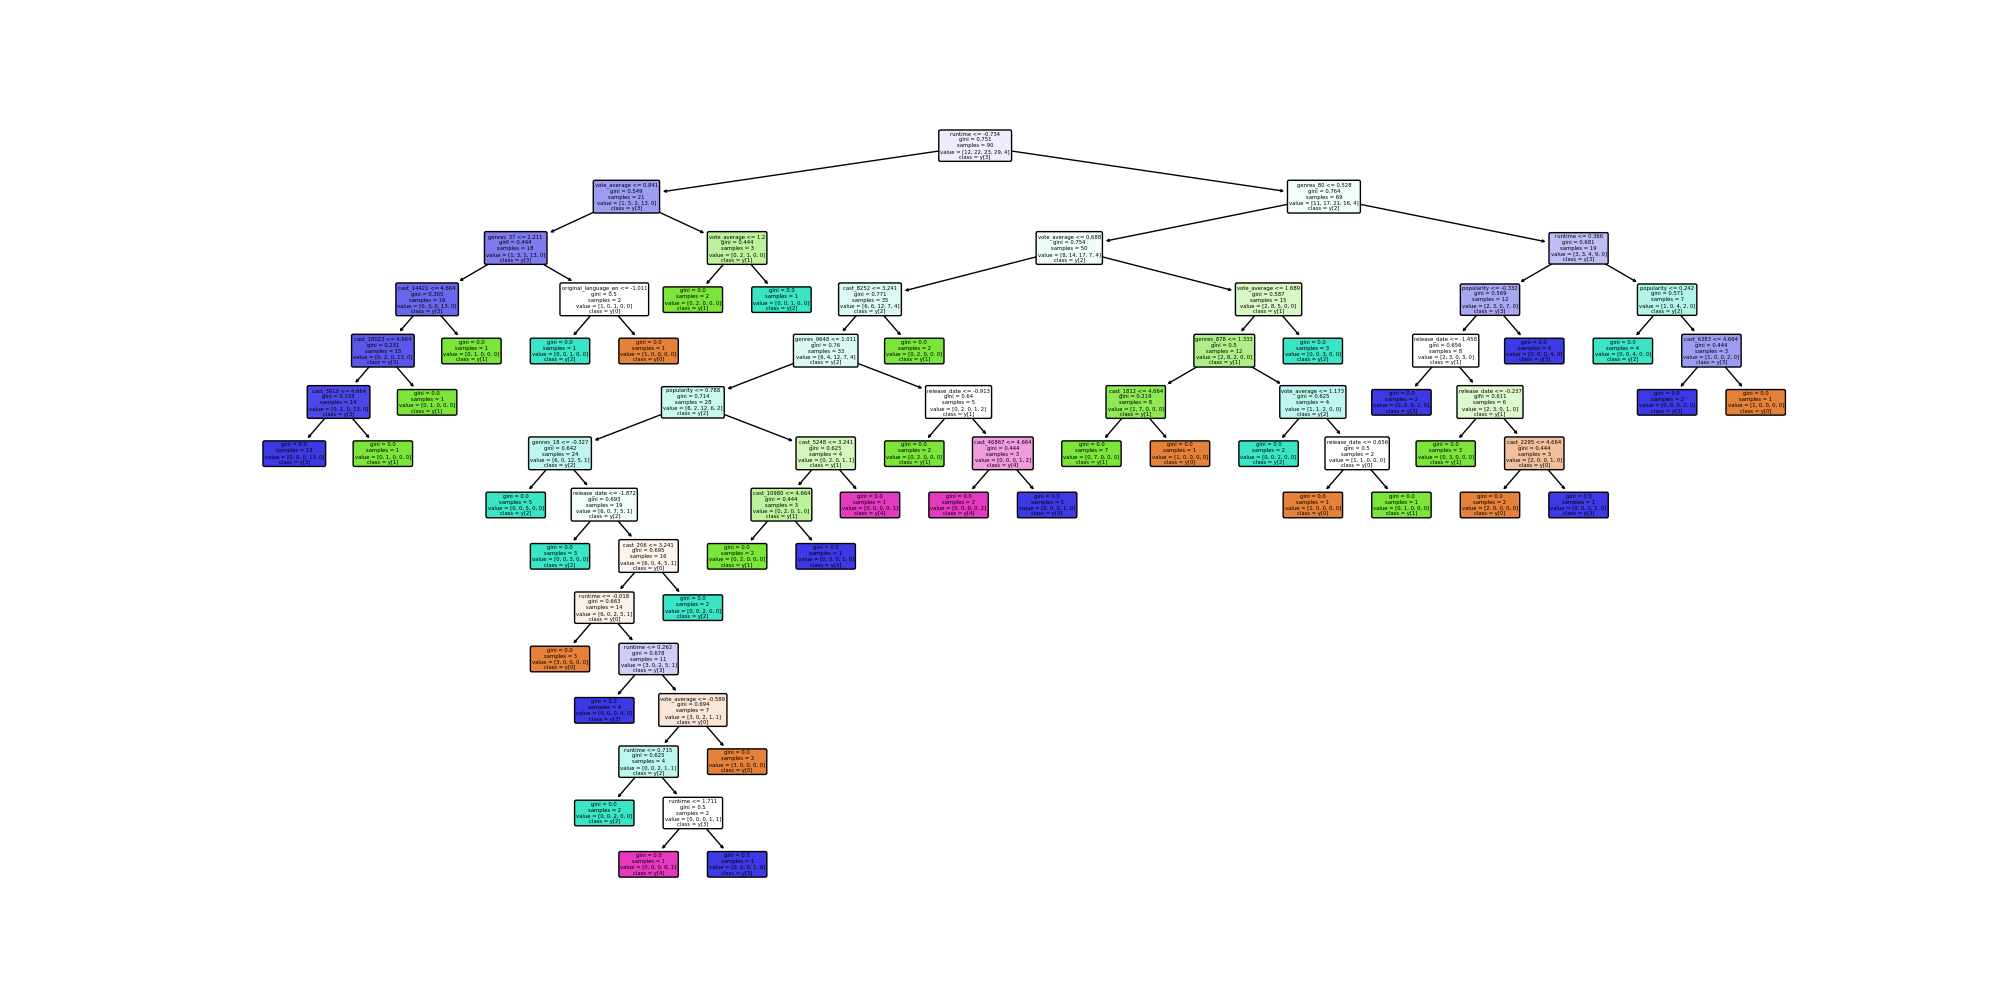 runtime <= -0.734
gini = 0.751
samples = 90
value = [12, 22, 23, 29, 4]
class = y[3]
vote_average <= 0.841
gini = 0.549
samples = 21
value = [1, 5, 2, 13, 0]
class = y[3]
genres_80 <= 0.528
gini = 0.764
samples = 69
value = [11, 17, 21, 16, 4]
class = y[2]
genres_37 <= 2.211
gini = 0.444
samples = 18
value = [1, 3, 1, 13, 0]
class = y[3]
vote_average <= 1.2
gini = 0.444
samples = 3
value = [0, 2, 1, 0, 0]
class = y[1]
vote_average <= 0.688
gini = 0.754
samples = 50
value = [8, 14, 17, 7, 4]
class = y[2]
runtime <= 0.366
gini = 0.681
samples = 19
value = [3, 3, 4, 9, 0]
class = y[3]
cast_14421 <= 4.664
gini = 0.305
samples = 16
value = [0, 3, 0, 13, 0]
class = y[3]
original_language_en <= -1.011
gini = 0.5
samples = 2
value = [1, 0, 1, 0, 0]
class = y[0]
gini = 0.0
samples = 2
value = [0, 2, 0, 0, 0]
class = y[1]
gini = 0.0
samples = 1
value = [0, 0, 1, 0, 0]
class = y[2]
cast_8252 <= 3.241
gini = 0.771
samples = 35
value = [6, 6, 12, 7, 4]
class = y[2]
vote_average <= 1.689
gini = 0.587
samples = 15
value = [2, 8, 5, 0, 0]
class = y[1]
popularity <= -0.332
gini = 0.569
samples = 12
value = [2, 3, 0, 7, 0]
class = y[3]
popularity <= 0.242
gini = 0.571
samples = 7
value = [1, 0, 4, 2, 0]
class = y[2]
cast_18023 <= 4.664
gini = 0.231
samples = 15
value = [0, 2, 0, 13, 0]
class = y[3]
gini = 0.0
samples = 1
value = [0, 1, 0, 0, 0]
class = y[1]
gini = 0.0
samples = 1
value = [0, 0, 1, 0, 0]
class = y[2]
gini = 0.0
samples = 1
value = [1, 0, 0, 0, 0]
class = y[0]
genres_9648 <= 1.011
gini = 0.76
samples = 33
value = [6, 4, 12, 7, 4]
class = y[2]
gini = 0.0
samples = 2
value = [0, 2, 0, 0, 0]
class = y[1]
genres_878 <= 1.333
gini = 0.5
samples = 12
value = [2, 8, 2, 0, 0]
class = y[1]
gini = 0.0
samples = 3
value = [0, 0, 3, 0, 0]
class = y[2]
release_date <= -1.458
gini = 0.656
samples = 8
value = [2, 3, 0, 3, 0]
class = y[1]
gini = 0.0
samples = 4
value = [0, 0, 0, 4, 0]
class = y[3]
gini = 0.0
samples = 4
value = [0, 0, 4, 0, 0]
class = y[2]
cast_6383 <= 4.664
gini = 0.444
samples = 3
value = [1, 0, 0, 2, 0]
class = y[3]
cast_3910 <= 4.664
gini = 0.133
samples = 14
value = [0, 1, 0, 13, 0]
class = y[3]
gini = 0.0
samples = 1
value = [0, 1, 0, 0, 0]
class = y[1]
popularity <= 0.788
gini = 0.714
samples = 28
value = [6, 2, 12, 6, 2]
class = y[2]
release_date <= -0.913
gini = 0.64
samples = 5
value = [0, 2, 0, 1, 2]
class = y[1]
cast_1812 <= 4.664
gini = 0.219
samples = 8
value = [1, 7, 0, 0, 0]
class = y[1]
vote_average <= 1.173
gini = 0.625
samples = 4
value = [1, 1, 2, 0, 0]
class = y[2]
gini = 0.0
samples = 2
value = [0, 0, 0, 2, 0]
class = y[3]
release_date <= -0.237
gini = 0.611
samples = 6
value = [2, 3, 0, 1, 0]
class = y[1]
gini = 0.0
samples = 2
value = [0, 0, 0, 2, 0]
class = y[3]
gini = 0.0
samples = 1
value = [1, 0, 0, 0, 0]
class = y[0]
gini = 0.0
samples = 13
value = [0, 0, 0, 13, 0]
class = y[3]
gini = 0.0
samples = 1
value = [0, 1, 0, 0, 0]
class = y[1]
genres_18 <= -0.327
gini = 0.642
samples = 24
value = [6, 0, 12, 5, 1]
class = y[2]
cast_5248 <= 3.241
gini = 0.625
samples = 4
value = [0, 2, 0, 1, 1]
class = y[1]
gini = 0.0
samples = 2
value = [0, 2, 0, 0, 0]
class = y[1]
cast_46867 <= 4.664
gini = 0.444
samples = 3
value = [0, 0, 0, 1, 2]
class = y[4]
gini = 0.0
samples = 7
value = [0, 7, 0, 0, 0]
class = y[1]
gini = 0.0
samples = 1
value = [1, 0, 0, 0, 0]
class = y[0]
gini = 0.0
samples = 2
value = [0, 0, 2, 0, 0]
class = y[2]
release_date <= 0.656
gini = 0.5
samples = 2
value = [1, 1, 0, 0, 0]
class = y[0]
gini = 0.0
samples = 3
value = [0, 3, 0, 0, 0]
class = y[1]
cast_2295 <= 4.664
gini = 0.444
samples = 3
value = [2, 0, 0, 1, 0]
class = y[0]
gini = 0.0
samples = 5
value = [0, 0, 5, 0, 0]
class = y[2]
release_date <= -1.872
gini = 0.693
samples = 19
value = [6, 0, 7, 5, 1]
class = y[2]
cast_10980 <= 4.664
gini = 0.444
samples = 3
value = [0, 2, 0, 1, 0]
class = y[1]
gini = 0.0
samples = 1
value = [0, 0, 0, 0, 1]
class = y[4]
gini = 0.0
samples = 2
value = [0, 0, 0, 0, 2]
class = y[4]
gini = 0.0
samples = 1
value = [0, 0, 0, 1, 0]
class = y[3]
gini = 0.0
samples = 1
value = [1, 0, 0, 0, 0]
class = y[0]
gini = 0.0
samples = 1
value = [0, 1, 0, 0, 0]
class = y[1]
gini = 0.0
samples = 2
value = [2, 0, 0, 0, 0]
class = y[0]
gini = 0.0
samples = 1
value = [0, 0, 0, 1, 0]
class = y[3]
gini = 0.0
samples = 3
value = [0, 0, 3, 0, 0]
class = y[2]
cast_206 <= 3.241
gini = 0.695
samples = 16
value = [6, 0, 4, 5, 1]
class = y[0]
gini = 0.0
samples = 2
value = [0, 2, 0, 0, 0]
class = y[1]
gini = 0.0
samples = 1
value = [0, 0, 0, 1, 0]
class = y[3]
runtime <= -0.018
gini = 0.663
samples = 14
value = [6, 0, 2, 5, 1]
class = y[0]
gini = 0.0
samples = 2
value = [0, 0, 2, 0, 0]
class = y[2]
gini = 0.0
samples = 3
value = [3, 0, 0, 0, 0]
class = y[0]
runtime <= 0.262
gini = 0.678
samples = 11
value = [3, 0, 2, 5, 1]
class = y[3]
gini = 0.0
samples = 4
value = [0, 0, 0, 4, 0]
class = y[3]
vote_average <= -0.589
gini = 0.694
samples = 7
value = [3, 0, 2, 1, 1]
class = y[0]
runtime <= 0.715
gini = 0.625
samples = 4
value = [0, 0, 2, 1, 1]
class = y[2]
gini = 0.0
samples = 3
value = [3, 0, 0, 0, 0]
class = y[0]
gini = 0.0
samples = 2
value = [0, 0, 2, 0, 0]
class = y[2]
runtime <= 1.711
gini = 0.5
samples = 2
value = [0, 0, 0, 1, 1]
class = y[3]
gini = 0.0
samples = 1
value = [0, 0, 0, 0, 1]
class = y[4]
gini = 0.0
samples = 1
value = [0, 0, 0, 1, 0]
class = y[3]